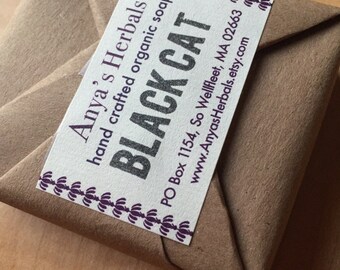 Anya's Herbals
hand crafted organic soap
BLACK CAT
PO Box 1154, So Wellfleet, MA 02663
www.AnyasHerbals.etsy.com